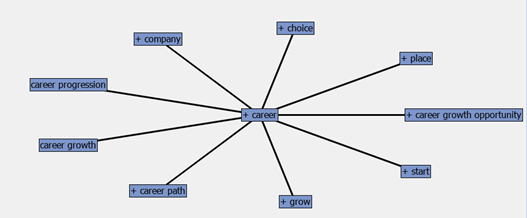 + choice
+ company
+ place
career progression
+ career
+ career growth opportunity
career growth
+ start
+ career path
+ grow